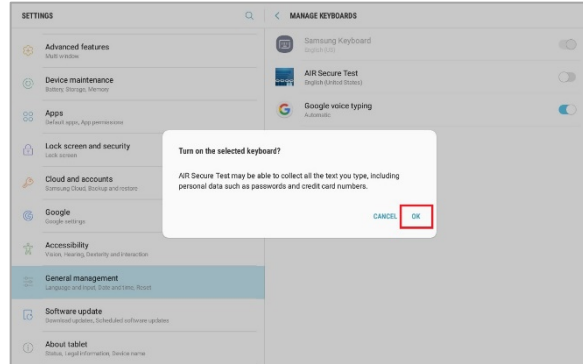 SETTINGS
Advanced features
Multi window
Device maintenance
Battery, Storage, Memory
Apps
Default apps, App permissions
Lock screen and security
Lock screen
Cloud and accounts
Samsung Cloud, Backup and restore
Google
Google settings
Accessibility
Vision, Hearing, Dexterity and interaction
General management
Language and input, Date and time, Reset
Software update
Download updates, Scheduled software updates
About tablet
Status, Legal information, Device name
MANAGE KEYBOARDS
Samsung Keyboard
English (US)
AIR Secure Test
English (United States)
Google voice typing
Automatic
Turn on the selected keyboard?
AIR Secure Test may be able to collect all the text you type, including
personal data such as passwords and credit card numbers.
CANCEL OK